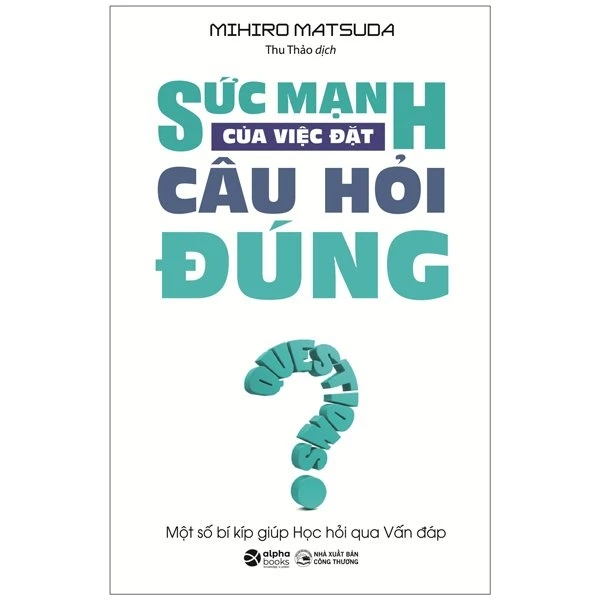 MIHIRO MATSUDA
Thu Thảo dịch
SỨC MẠNH
CỦA VIỆC ĐẶT
CÂU HỎI
ĐÚNG
QUESTIONS
Một số bí kíp giúp Học hỏi qua Vấn đáp
alpha books
NHÀ XUẤT BẢN
CÔNG THƯƠNG